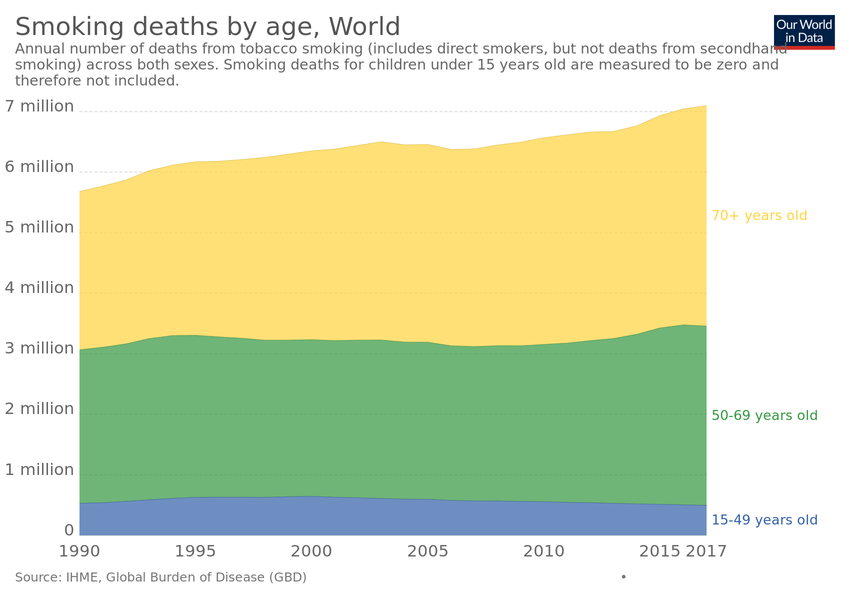 Smoking deaths by age, World
Our World
in Data
Annual number of deaths from tobacco smoking (includes direct smokers, but not deaths from secondhand
smoking) across both sexes. Smoking deaths for children under 15 years old are measured to be zero and
therefore not included.
7 million
6 million
5 million
4 million
3 million
2 million
1 million
0
70+ years old
50-69 years old
15-49 years old
1990 1995 2000 2005 2010 2015 2017
Source: IHME, Global Burden of Disease (GBD)
•